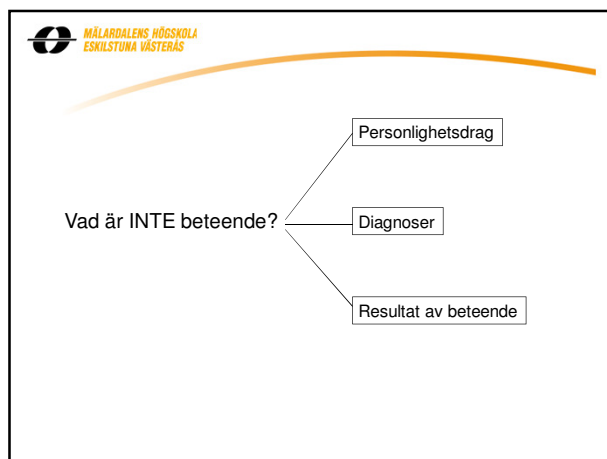 MÄLARDALENS HÖGSKOLA
ESKILSTUNA VÄSTERÅS
Personlighetsdrag
Vad är INTE beteende?
Diagnoser
Resultat av beteende